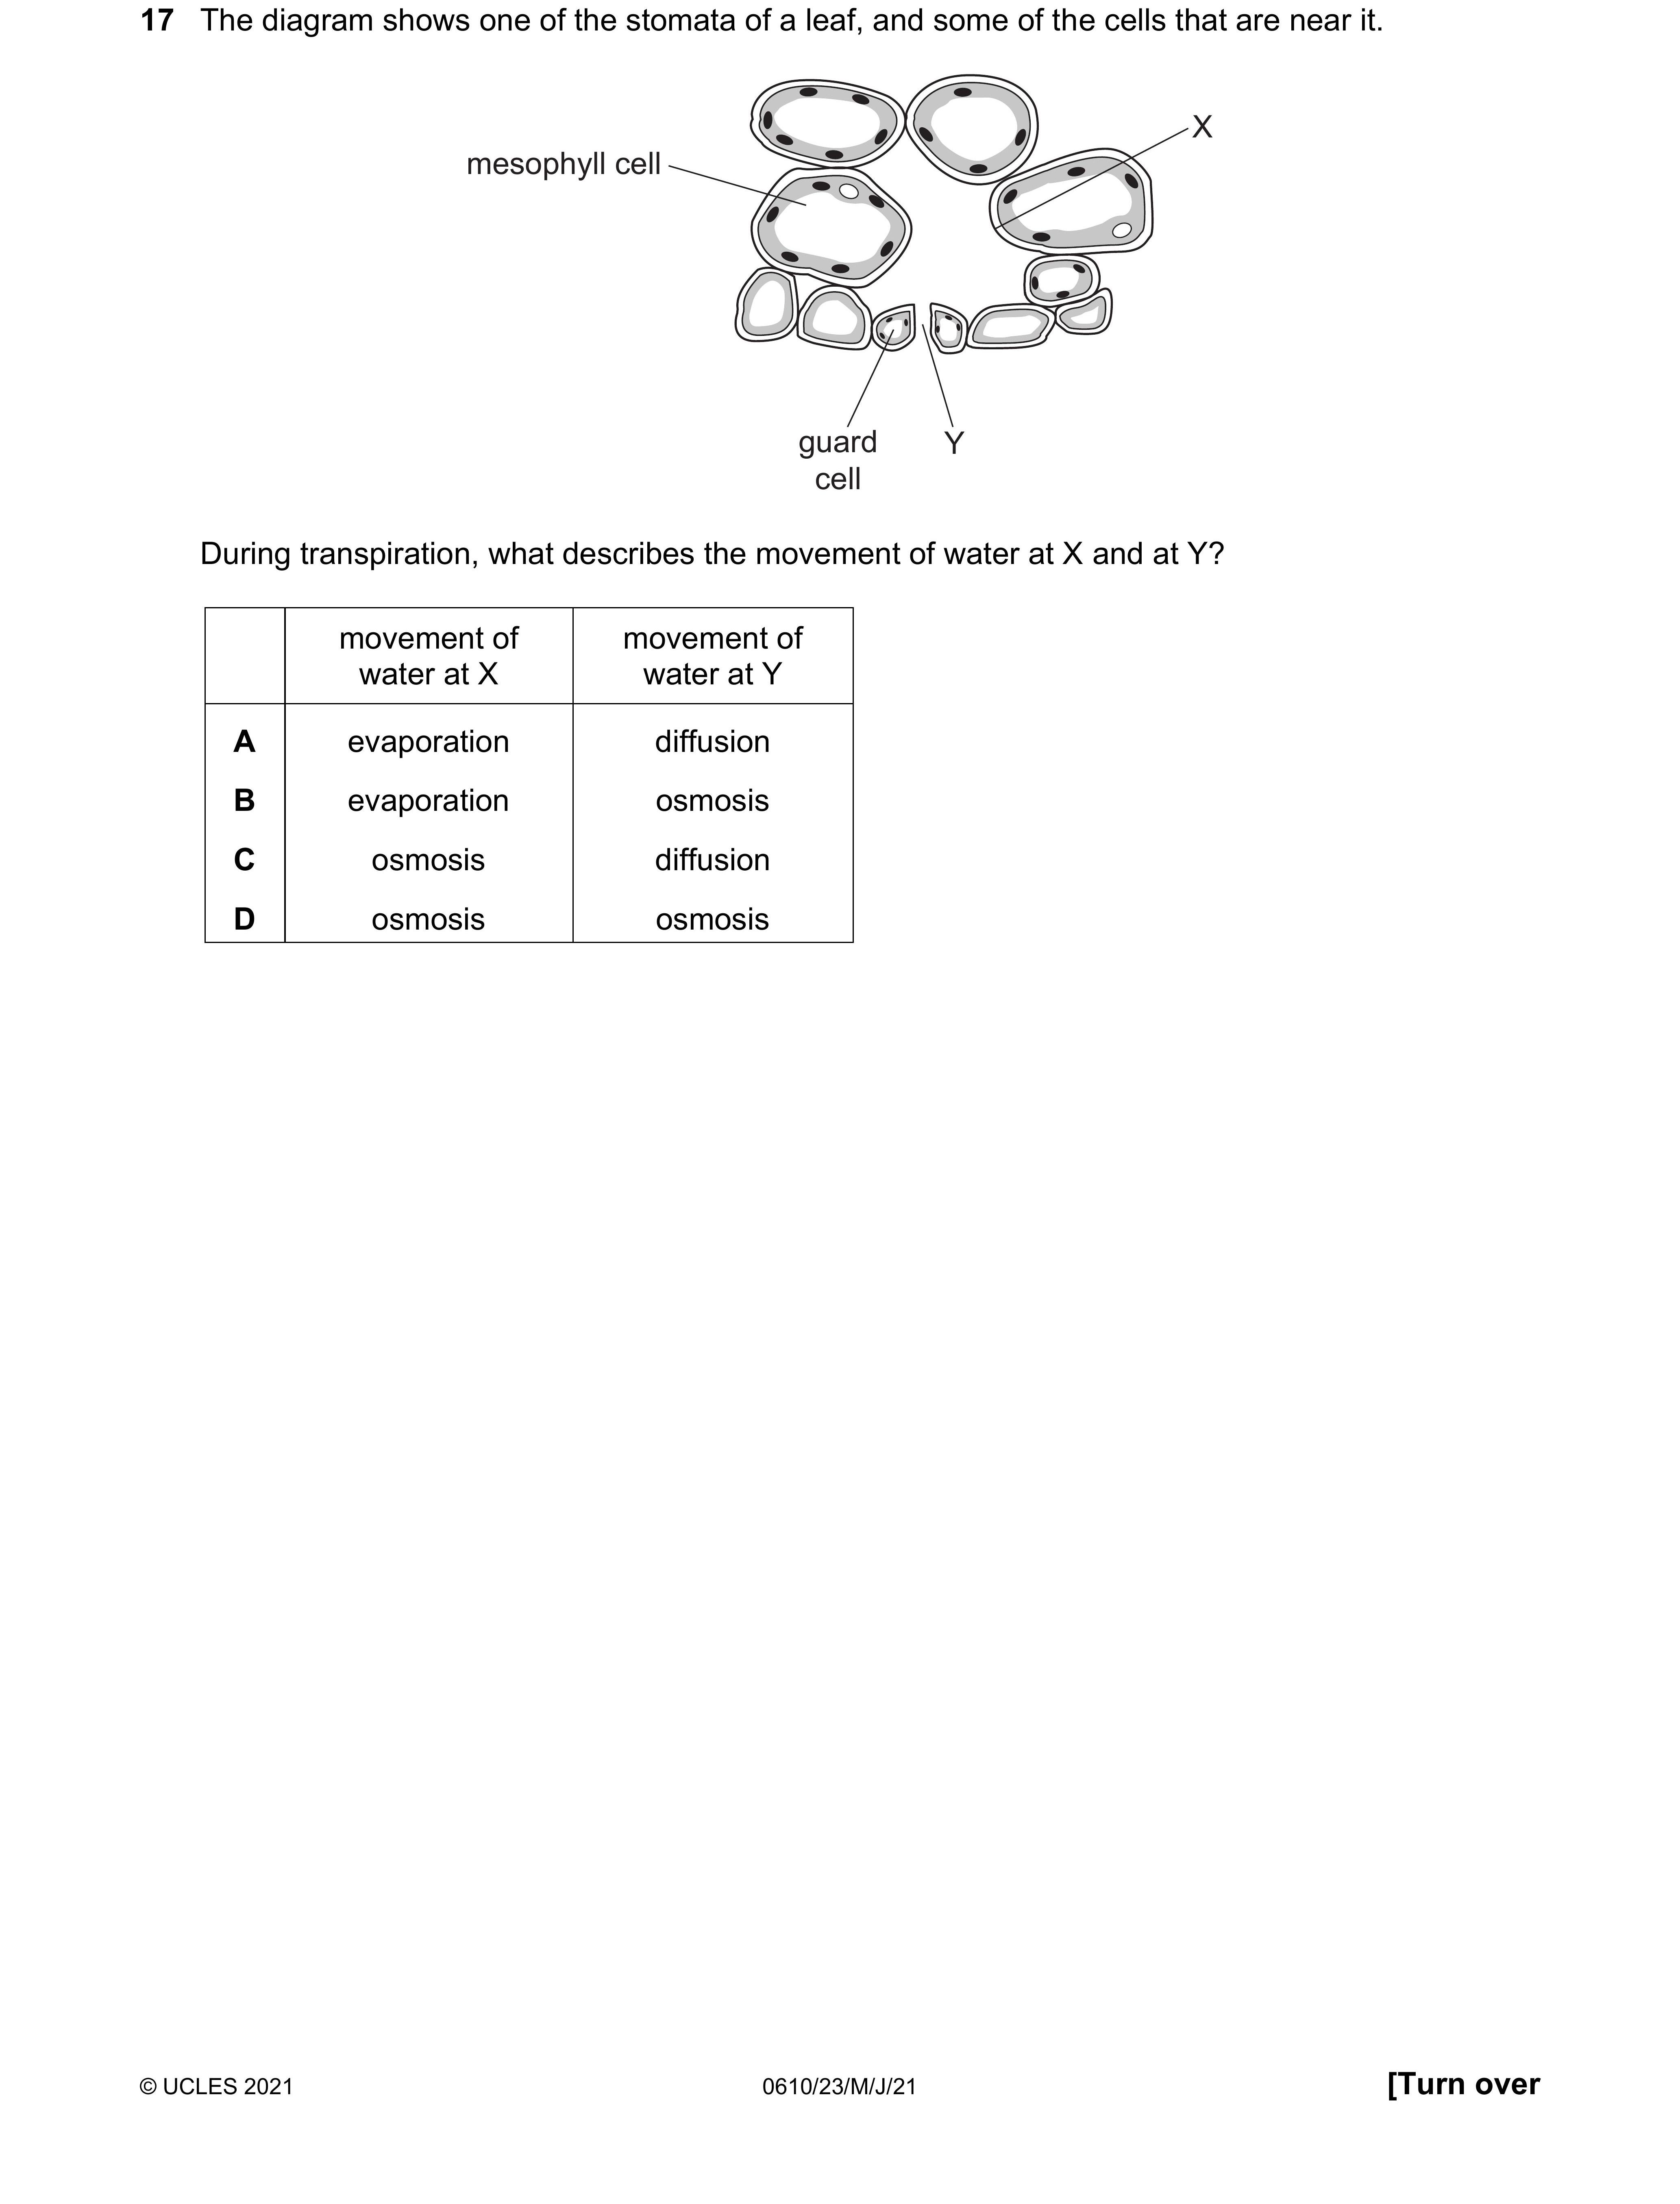 17 The diagram shows one of the stomata of a leaf, and some of the cells that are near it.
X
mesophyll cell
guard
cell
Y
During transpiration, what describes the movement of water at X and at Y?
movement of water at X movement of water at Y
A evaporation diffusion
B evaporation osmosis
C osmosis diffusion
D osmosis osmosis
© UCLES 2021 0610/23/M/J/21 [Turn over